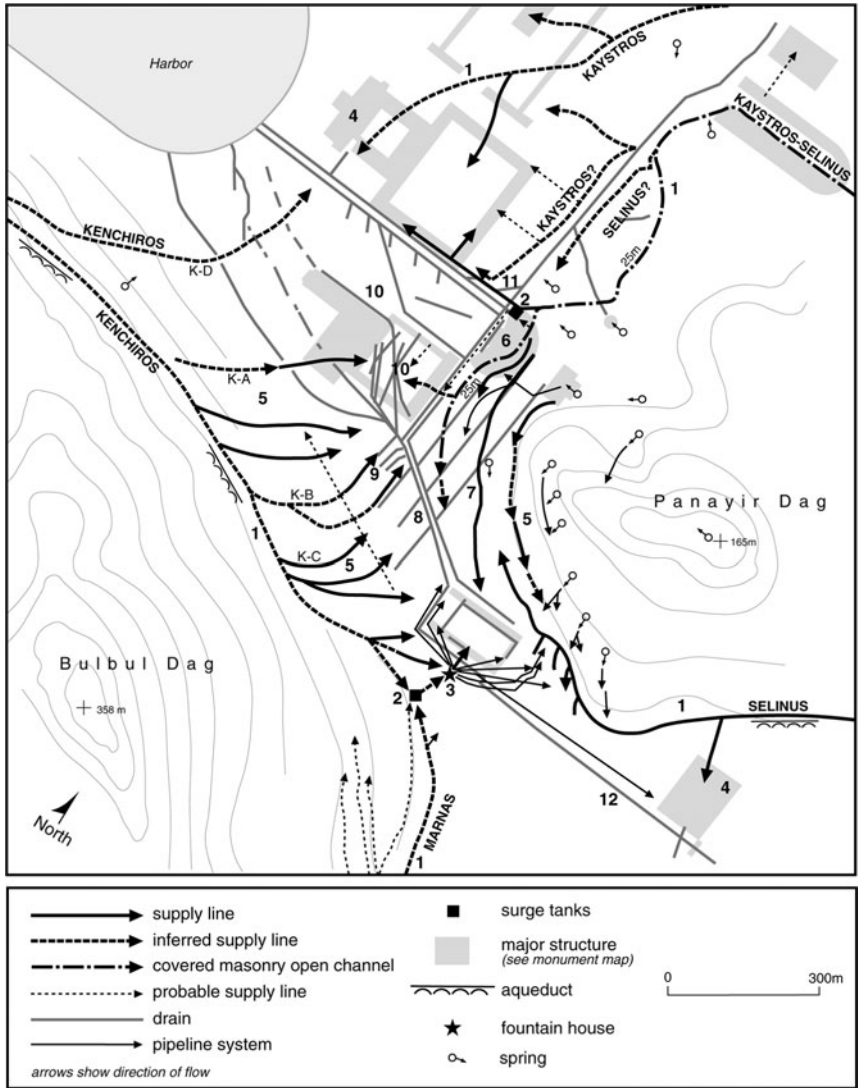 Harbor
1
KAYSTROS
4
KAYSTROS-SELINUS
KAYSTROS?
SELINUS?
1
25m
KENCHIROS
K-D
11
2
10
6
KENCHIROS
10
25m
K-A
5
9
K-B
7
5
8
Panayir Dag
165m
1
K-C
5
Bulbul Dag
358 m
2
3
1
SELINUS
4
12
MARNAS
1
North
supply line
inferred supply line
covered masonry open channel
probable supply line
drain
pipeline system
arrows show direction of flow
surge tanks
major structure
(see monument map)
aqueduct
fountain house
spring
0 300m